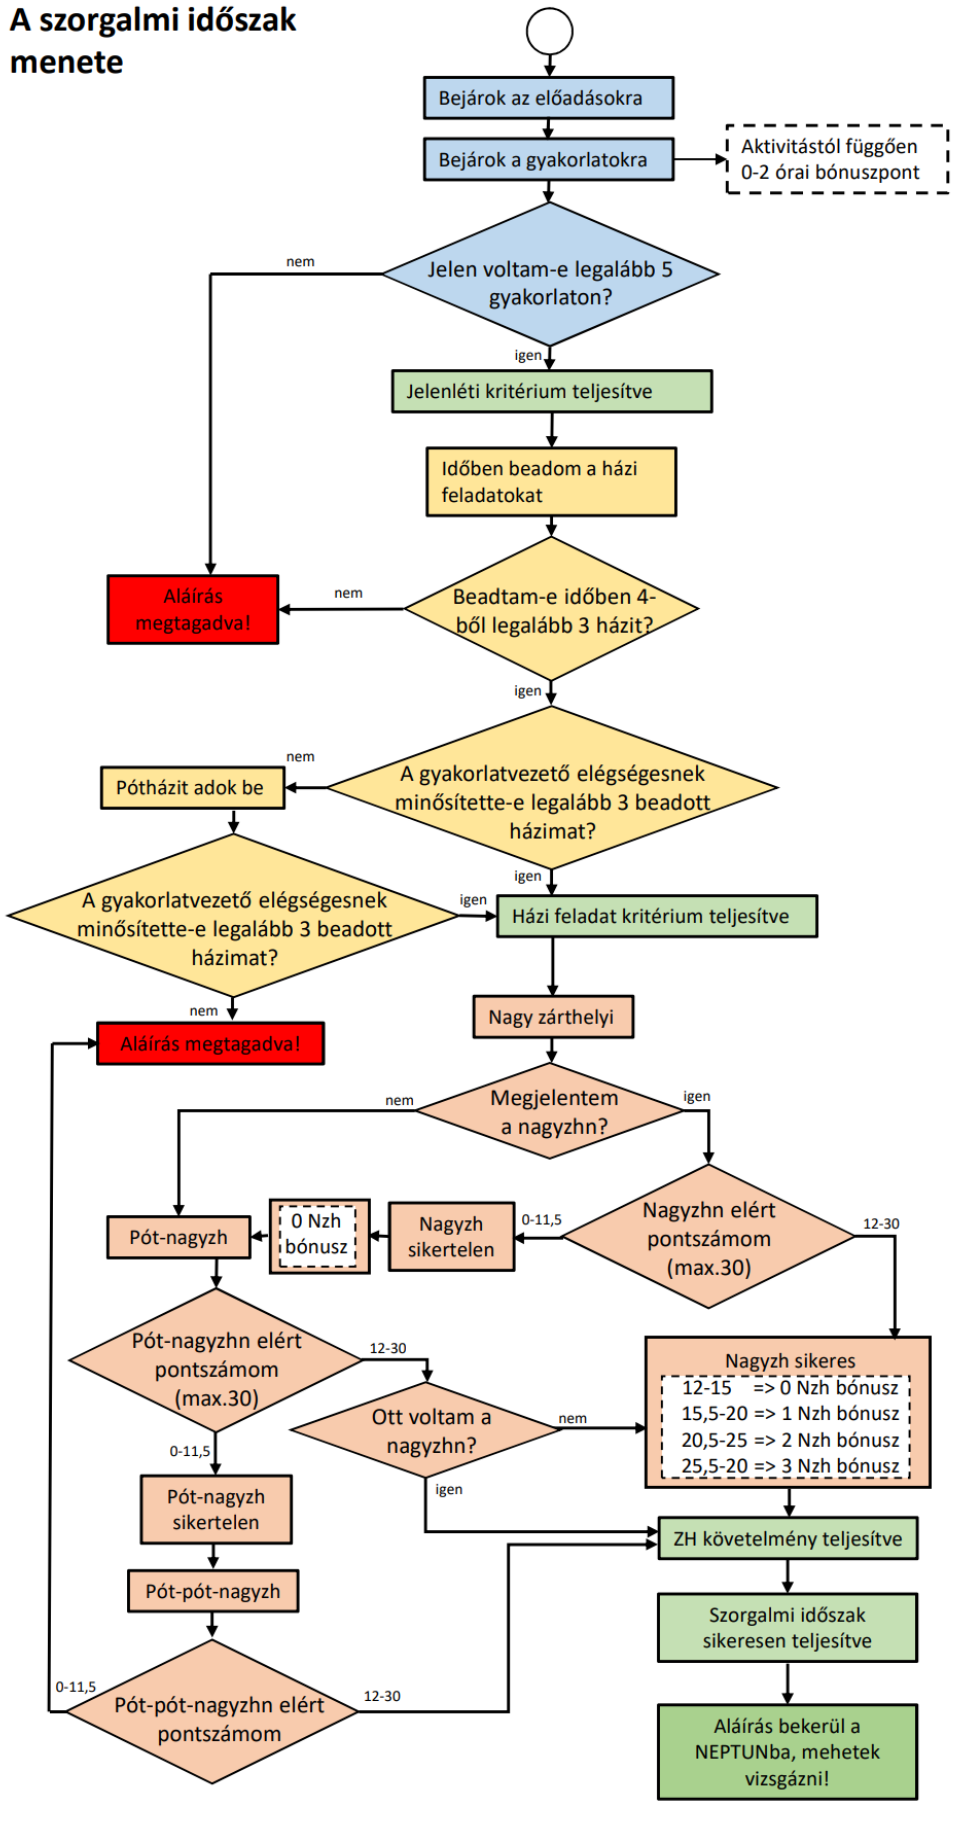 A szorgalmi időszak
menete
Bejárok az előadásokra
Bejárok a gyakorlatokra
Aktivitástól függően
0-2 órai bónuszpont
Jelen voltam-e legalább 5
gyakorlaton?
nem
igen
Jelenléti kritérium teljesítve
Időben beadom a házi
feladatokat
Beadtam-e időben 4-
ből legalább 3 házit?
nem
Aláírás
megtagadva!
igen
A gyakorlatvezető elégségesnek
minősítette-e legalább 3 beadott
házimat?
nem
Pótházit adok be
igen
A gyakorlatvezető elégségesnek
minősítette-e legalább 3 beadott
házimat?
igen
Házi feladat kritérium teljesítve
nem
Aláírás megtagadva!
Nagy zárthelyi
Megjelentem
a nagyzhn?
nem
igen
Nagyzhn elért
pontszámom
(max.30)
0-11,5
12-30
Nagyzh
sikertelen
0 Nzh
bónusz
Pót-nagyzh
Pót-nagyzhn elért
pontszámom
(max.30)
12-30
Ott voltam a
nagyzhn?
nem
igen
Nagyzh sikeres
12-15 => 0 Nzh bónusz
15,5-20 => 1 Nzh bónusz
20,5-25 => 2 Nzh bónusz
25,5-20 => 3 Nzh bónusz
0-11,5
Pót-nagyzh
sikertelen
Pót-pót-nagyzh
Pót-pót-nagyzhn elért
pontszámom
0-11,5
12-30
ZH követelmény teljesítve
Szorgalmi időszak
sikeresen teljesítve
Aláírás bekerül a
NEPTUNba, mehetek
vizsgázni!